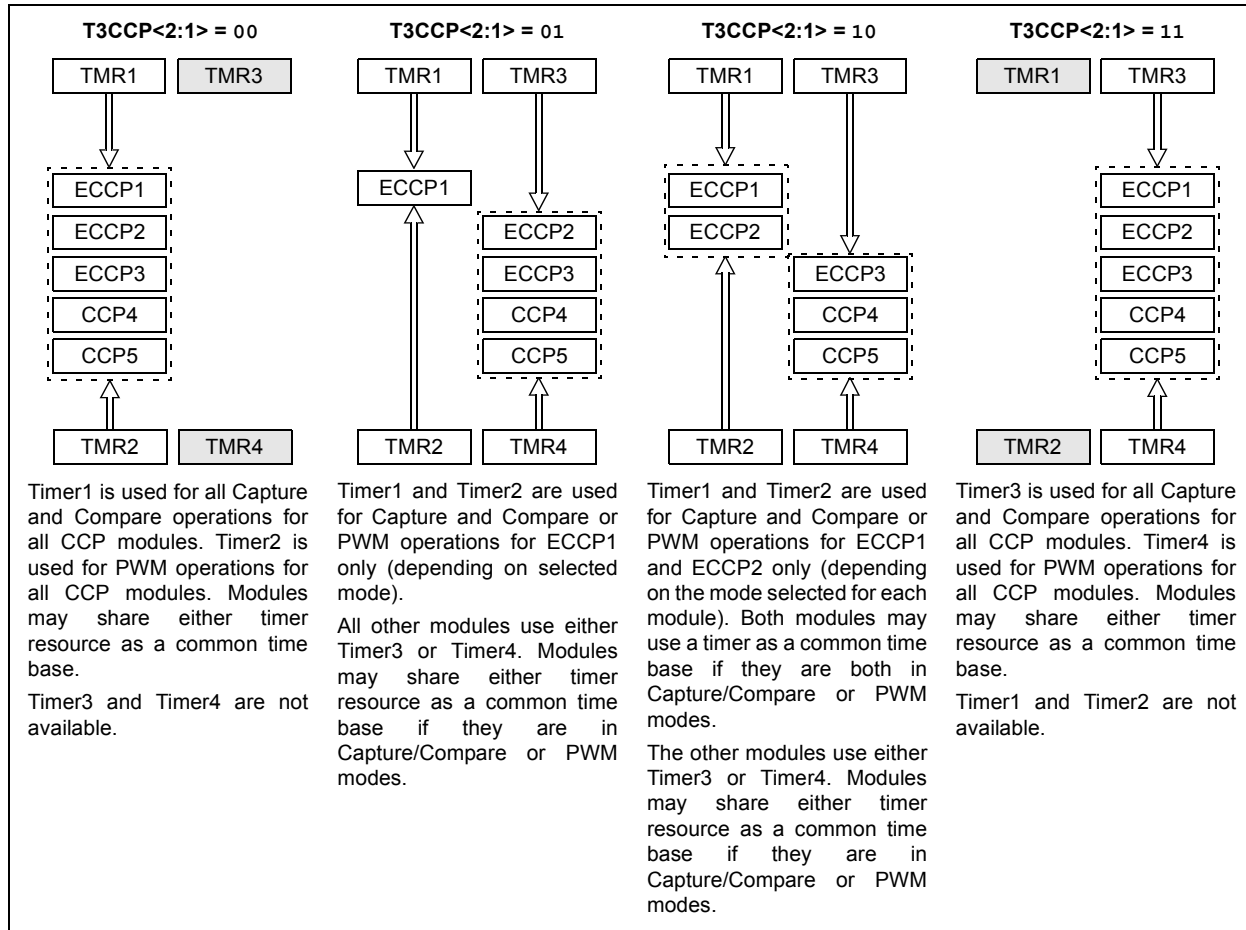 T3CCP<2:1> = 00
TMR1 TMR3
ECCP1
ECCP2
ECCP3
CCP4
CCP5
TMR2 TMR4
Timer1 is used for all Capture
and Compare operations for
all CCP modules. Timer2 is
used for PWM operations for
all CCP modules. Modules
may share either timer
resource as a common time
base.
Timer3 and Timer4 are not
available.
T3CCP<2:1> = 01
TMR1 TMR3
ECCP1
ECCP2
ECCP3
CCP4
CCP5
TMR2 TMR4
Timer1 and Timer2 are used
for Capture and Compare or
PWM operations for ECCP1
only (depending on selected
mode).
All other modules use either
Timer3 or Timer4. Modules
may share either timer
resource as a common time
base if they are in
Capture/Compare or PWM
modes.
T3CCP<2:1> = 10
TMR1 TMR3
ECCP1
ECCP2
ECCP3
CCP4
CCP5
TMR2 TMR4
Timer1 and Timer2 are used
for Capture and Compare or
PWM operations for ECCP1
and ECCP2 only (depending
on the mode selected for each
module). Both modules may
use a timer as a common time
base if they are both in
Capture/Compare or PWM
modes.
The other modules use either
Timer3 or Timer4. Modules
may share either timer
resource as a common time
base if they are in
Capture/Compare or PWM
modes.
T3CCP<2:1> = 11
TMR1 TMR3
ECCP1
ECCP2
ECCP3
CCP4
CCP5
TMR2 TMR4
Timer3 is used for all Capture
and Compare operations for
all CCP modules. Timer4 is
used for PWM operations for
all CCP modules. Modules
may share either timer
resource as a common time
base.
Timer1 and Timer2 are not
available.